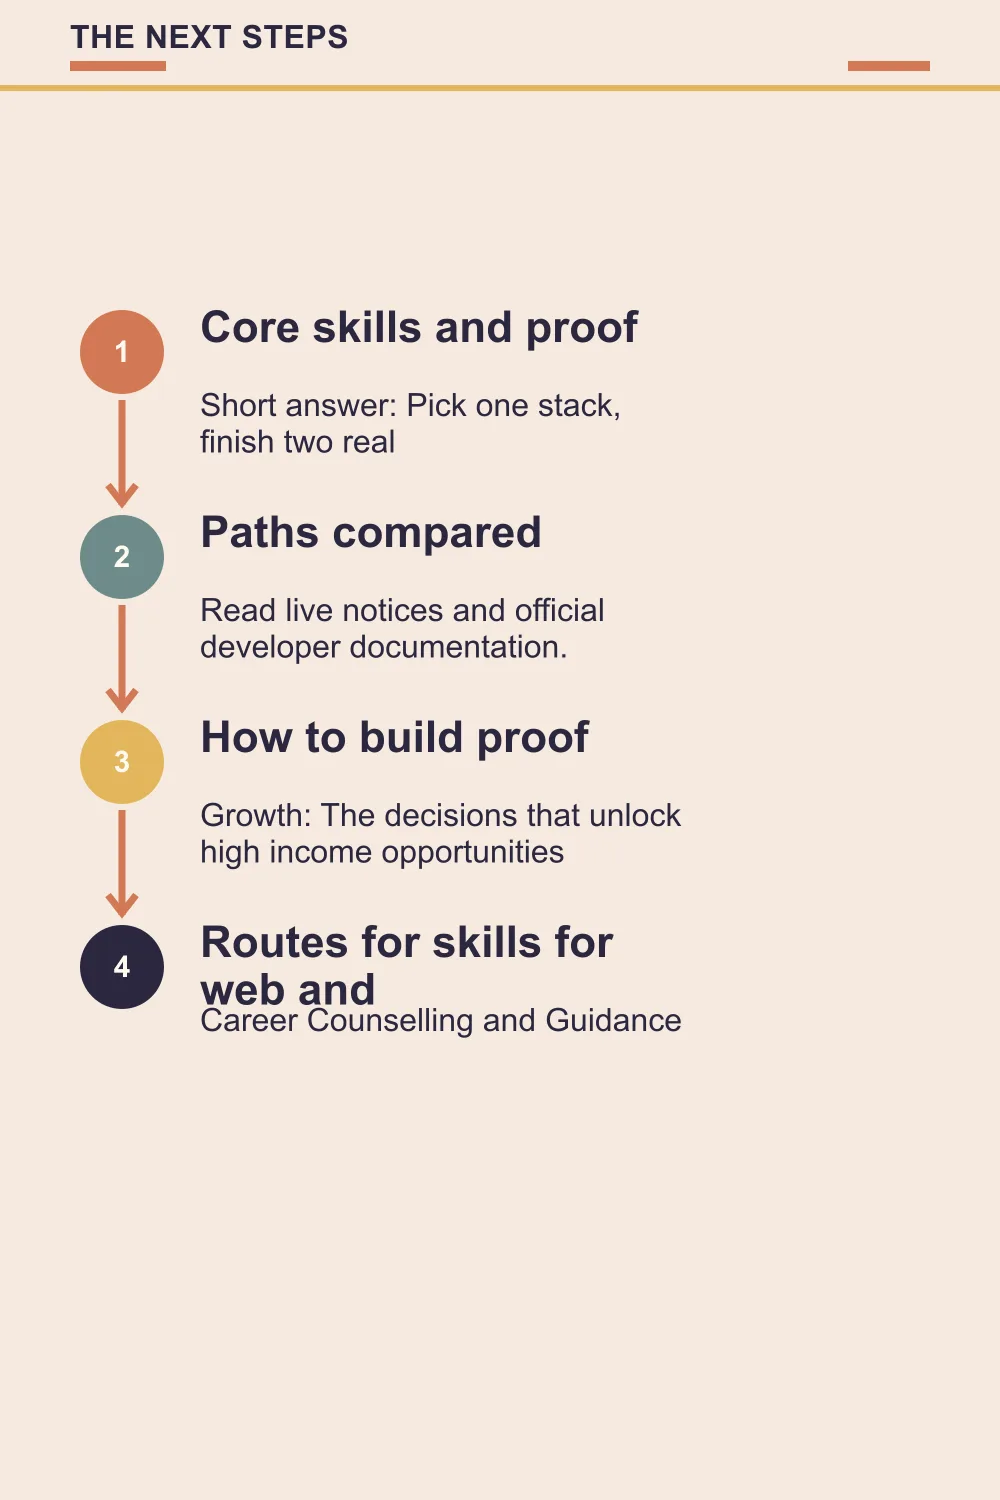 THE NEXT STEPS
1
Core skills and proof
Short answer: Pick one stack,
finish two real
2
Paths compared
Read live notices and official
developer documentation.
3
How to build proof
Growth: The decisions that unlock
high income opportunities
4
Routes for skills for
web and
Career Counselling and Guidance